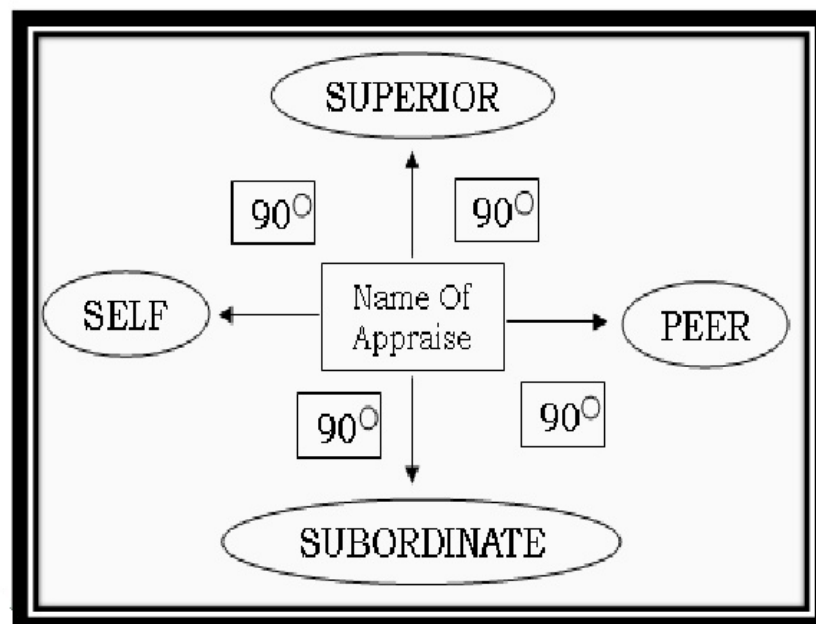 SUPERIOR
90° 90°
SELF
Name Of
Appraise
PEER
90° 90°
SUBORDINATE